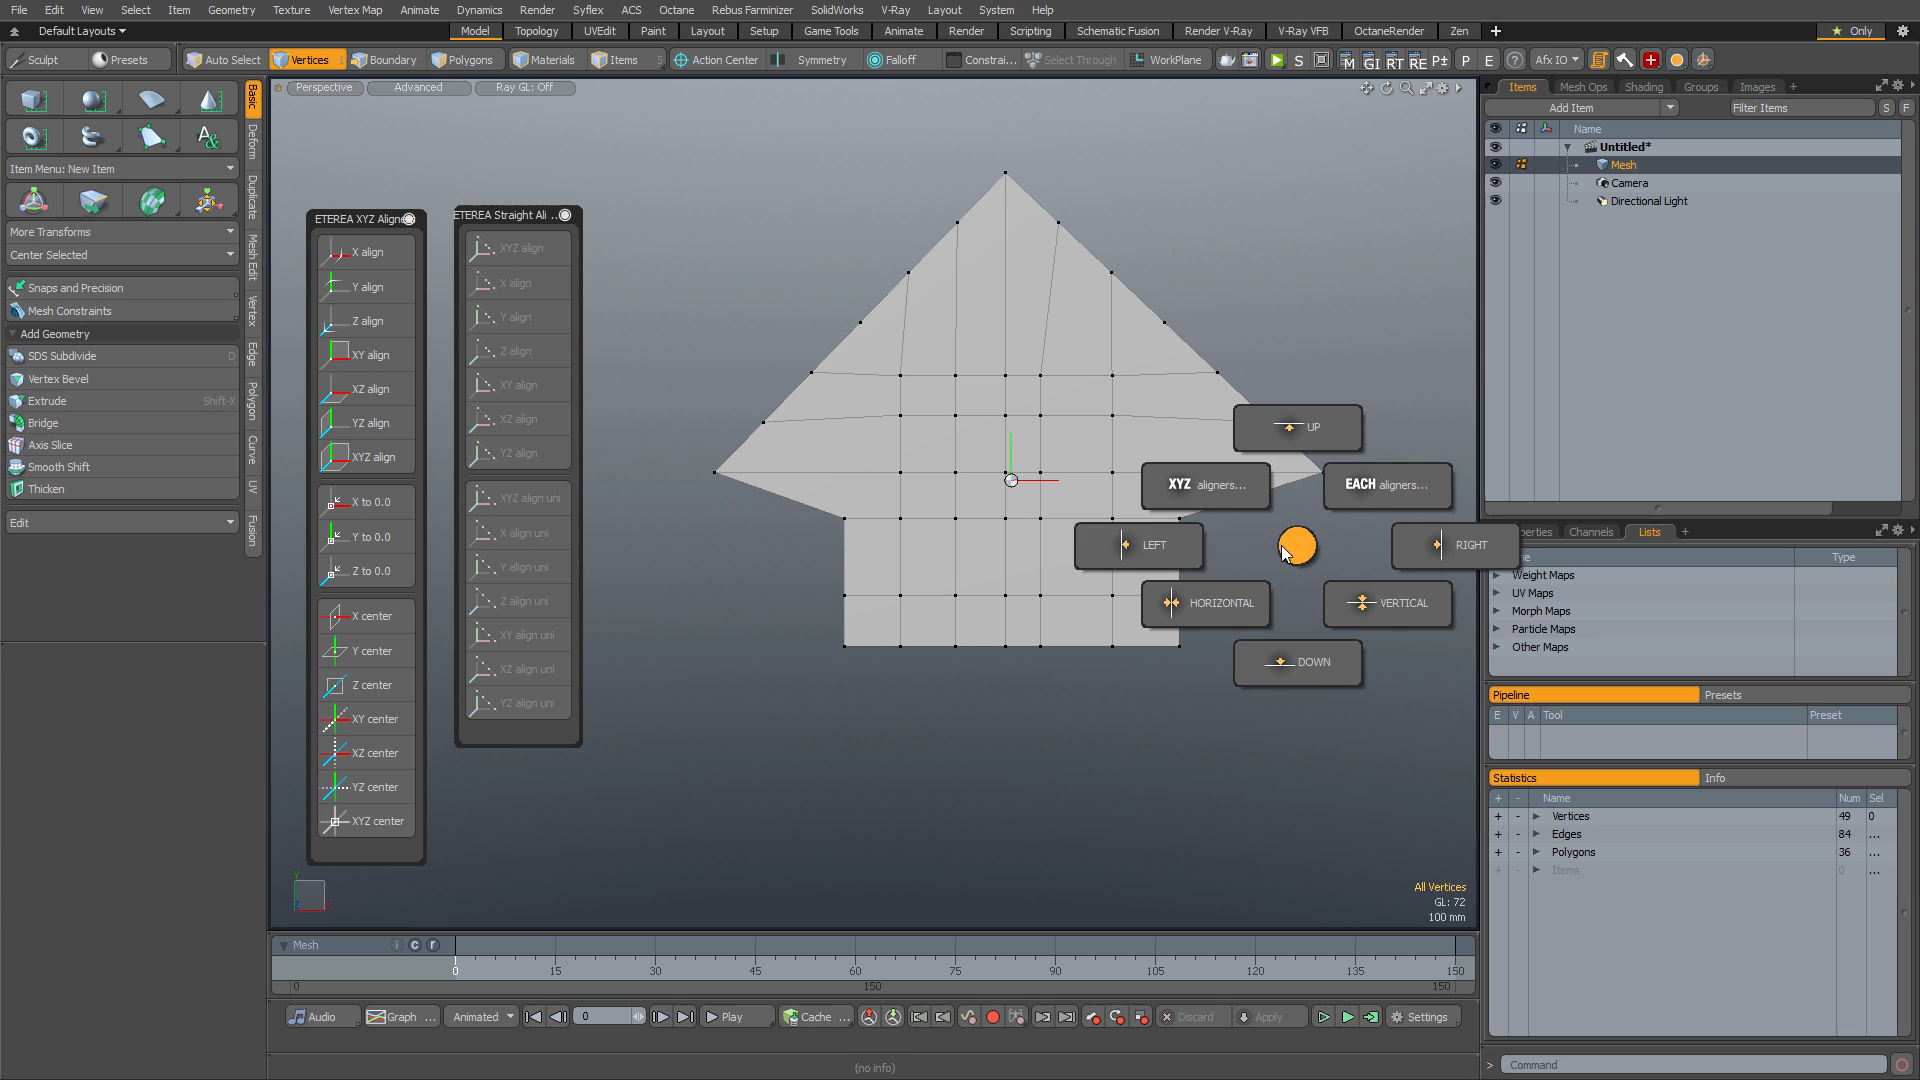 File Edit View Select Item Geometry Texture Vertex Map Animate Dynamics Render Syflex ACS Octane Rebus Farminizer SolidWorks V-Ray Layout System Help
Default Layouts Model Topology UVEdit Paint Layout Setup Game Tools Animate Render Scripting Schematic Fusion Render V-Ray V-Ray VFB OctaneRender Zen + Only
Sculpt Presets Auto Select Vertices 1 Boundary Polygons Materials Items 5 Action Center Symmetry Falloff Constrai... Select Through WorkPlane S M GI RT RE P± P E ? Afx IO
Perspective Advanced Ray GL: Off
Basic
Deform
Duplicate
Mesh Edit
Vertex
Edge
Polygon
Curve
UV
Fusion
Item Menu: New Item
More Transforms
Center Selected
Snaps and Precision
Mesh Constraints
Add Geometry
SDS Subdivide D
Vertex Bevel
Extrude Shift-X
Bridge
Axis Slice
Smooth Shift
Thicken
Edit
ETEREA XYZ Aligne
X align
Y align
Z align
XY align
XZ align
YZ align
XYZ align
X to 0.0
Y to 0.0
Z to 0.0
X center
Y center
Z center
XY center
XZ center
YZ center
XYZ center
ETEREA Straight Ali ...
XYZ align
X align
Y align
Z align
XY align
XZ align
YZ align
XYZ align uni
X align uni
Y align uni
Z align uni
XY align uni
XZ align uni
YZ align uni
UP
XYZ aligners...
EACH aligners...
LEFT
RIGHT
HORIZONTAL
VERTICAL
DOWN
Y
Z
All Vertices
GL: 72
100 mm
Items Mesh Ops Shading Groups Images +
Add Item Filter Items S F
Name
Untitled*
Mesh
Camera
Directional Light
perties Channels Lists +
Type
Weight Maps
UV Maps
Morph Maps
Particle Maps
Other Maps
Pipeline Presets
E V A Tool Preset
Statistics Info
+ - Name Num Sel
+ - Vertices 49 0
+ - Edges 84 ...
+ - Polygons 36 ...
+ - Items 0 ...
Mesh i c r
0 15 30 45 60 75 90 105 120 135 150
0 150 150
Audio Graph ... Animated 0 Play Cache ... Discard Apply Settings
(no info)
> Command